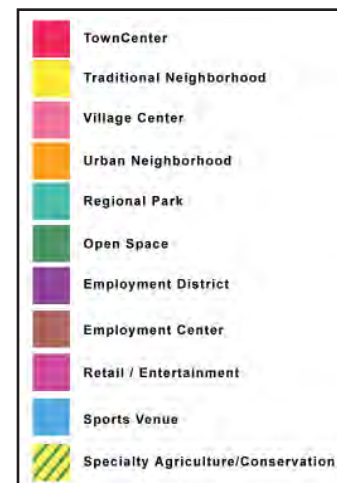 TownCenter
Traditional Neighborhood
Village Center
Urban Neighborhood
Regional Park
Open Space
Employment District
Employment Center
Retail / Entertainment
Sports Venue
Specialty Agriculture/Conservation